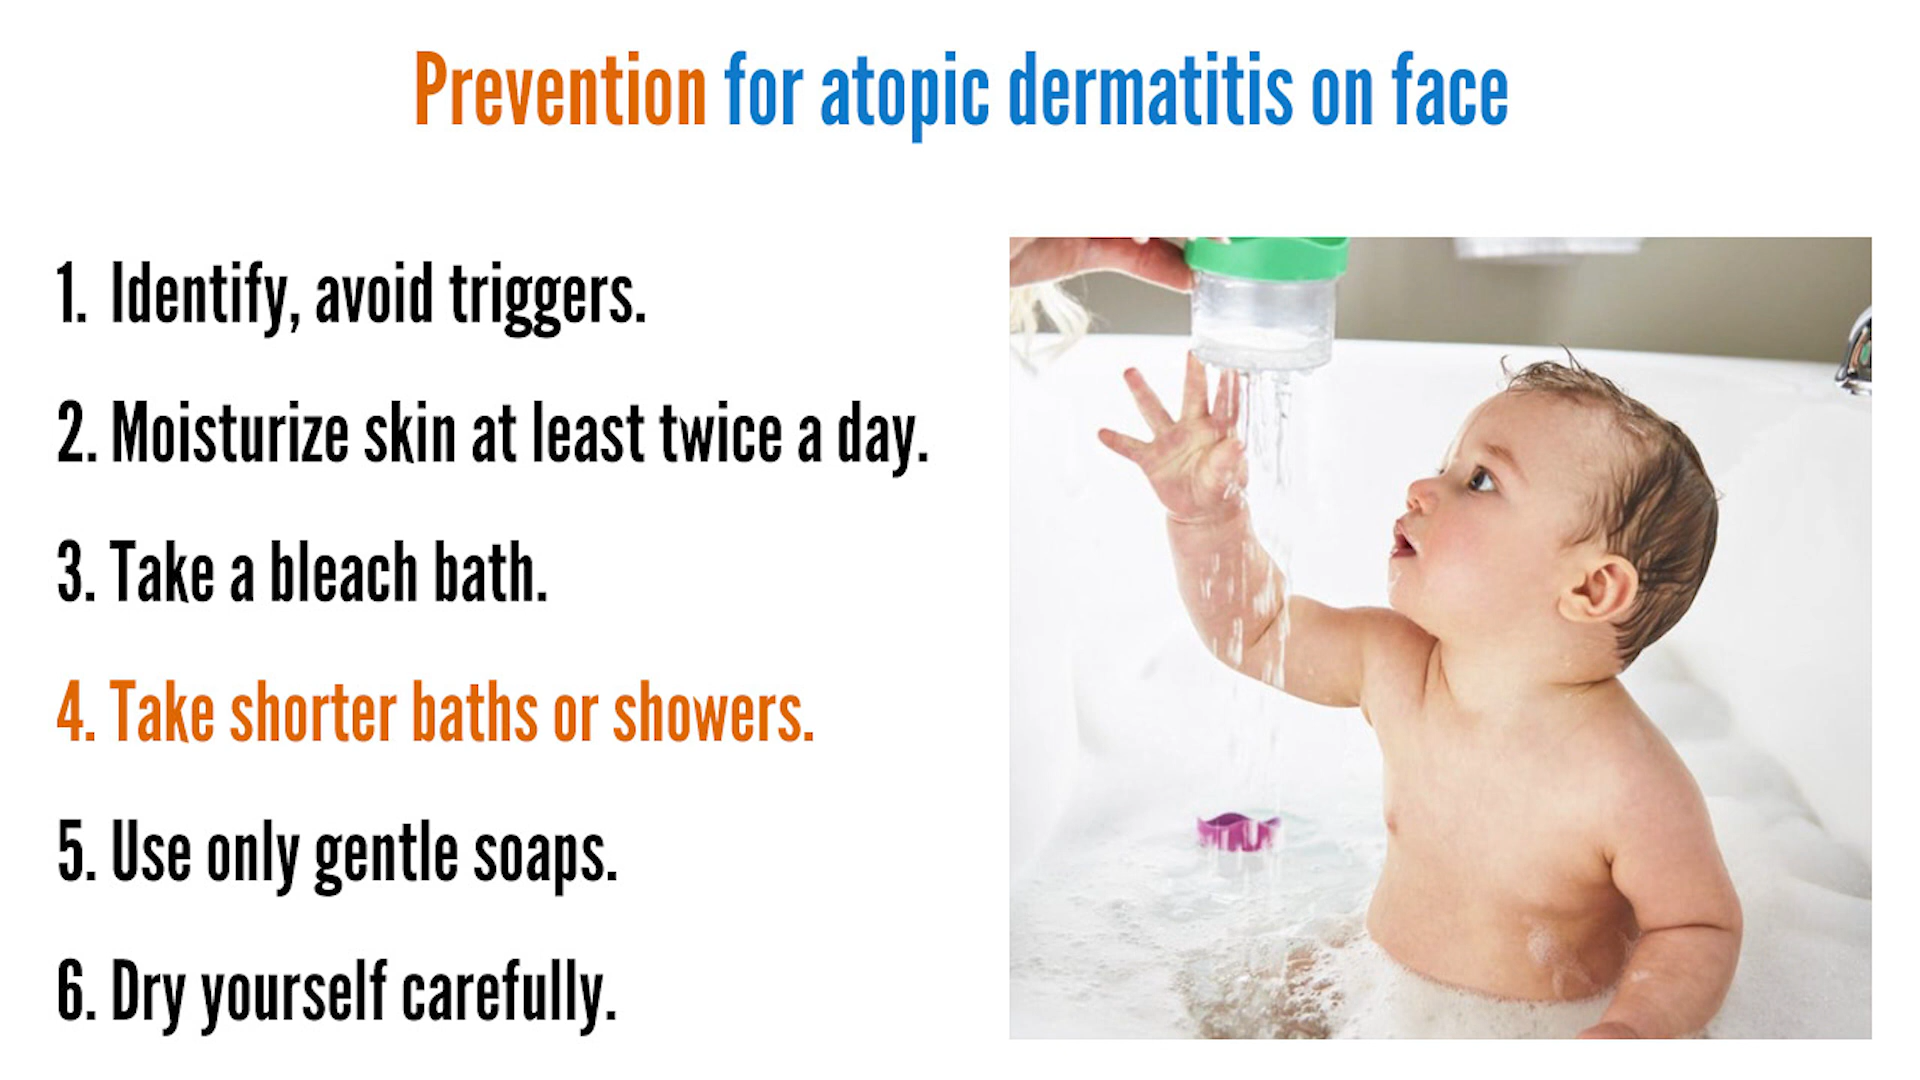 Prevention for atopic dermatitis on face
1. Identify, avoid triggers.
2. Moisturize skin at least twice a day.
3. Take a bleach bath.
4. Take shorter baths or showers.
5. Use only gentle soaps.
6. Dry yourself carefully.